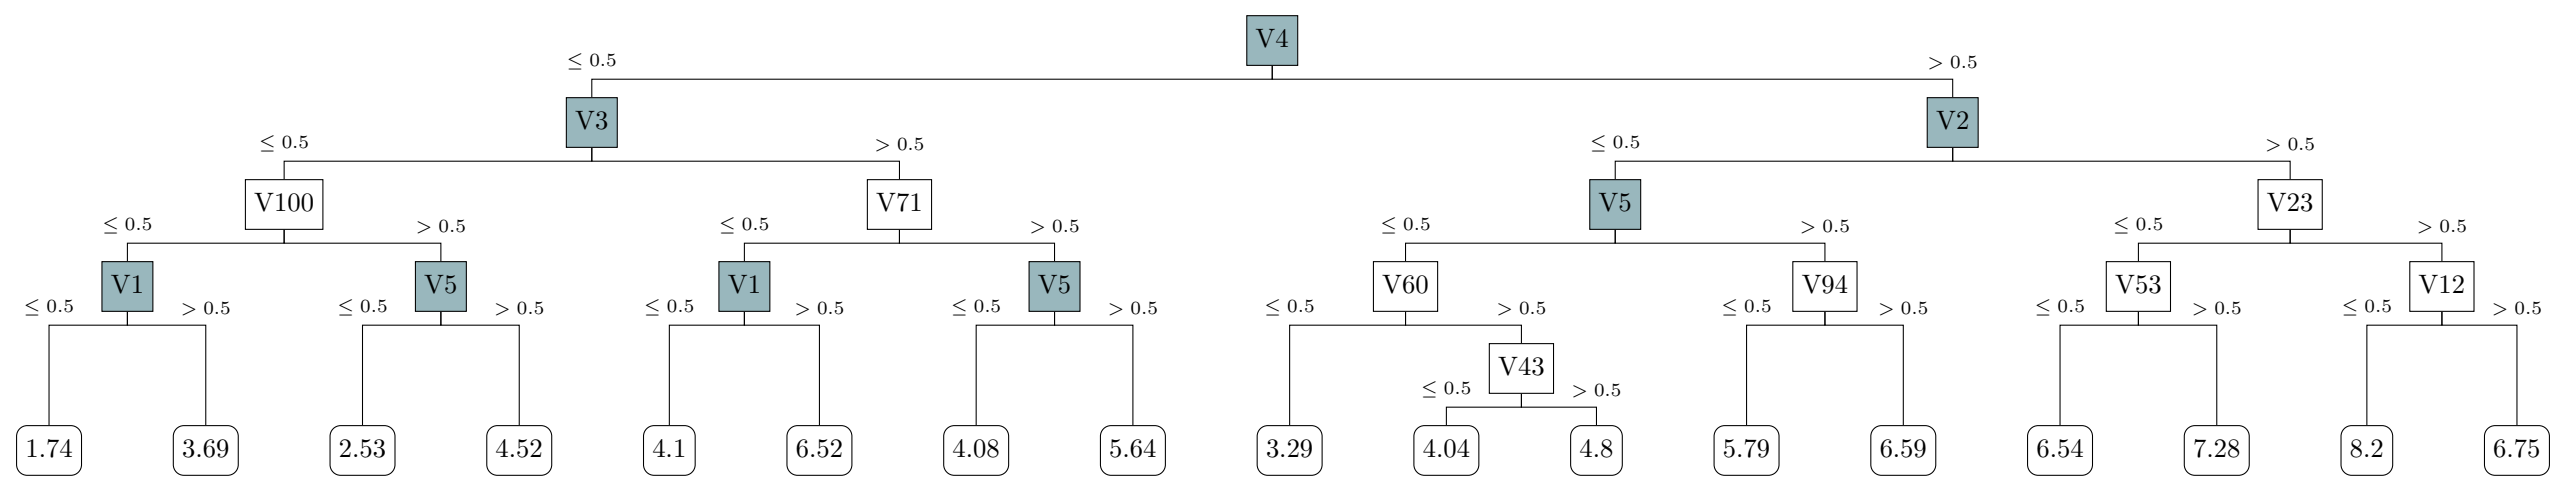 V4
≤ 0.5 > 0.5
V3 V2
≤ 0.5 > 0.5 ≤ 0.5 > 0.5
V100 V71 V5 V23
≤ 0.5 > 0.5 ≤ 0.5 > 0.5 ≤ 0.5 > 0.5 ≤ 0.5 > 0.5
V1 V5 V1 V5 V60 V94 V53 V12
≤ 0.5 > 0.5 ≤ 0.5 > 0.5 ≤ 0.5 > 0.5 ≤ 0.5 > 0.5 ≤ 0.5 > 0.5 ≤ 0.5 > 0.5 ≤ 0.5 > 0.5 ≤ 0.5 > 0.5
V43
≤ 0.5 > 0.5
1.74 3.69 2.53 4.52 4.1 6.52 4.08 5.64 3.29 4.04 4.8 5.79 6.59 6.54 7.28 8.2 6.75